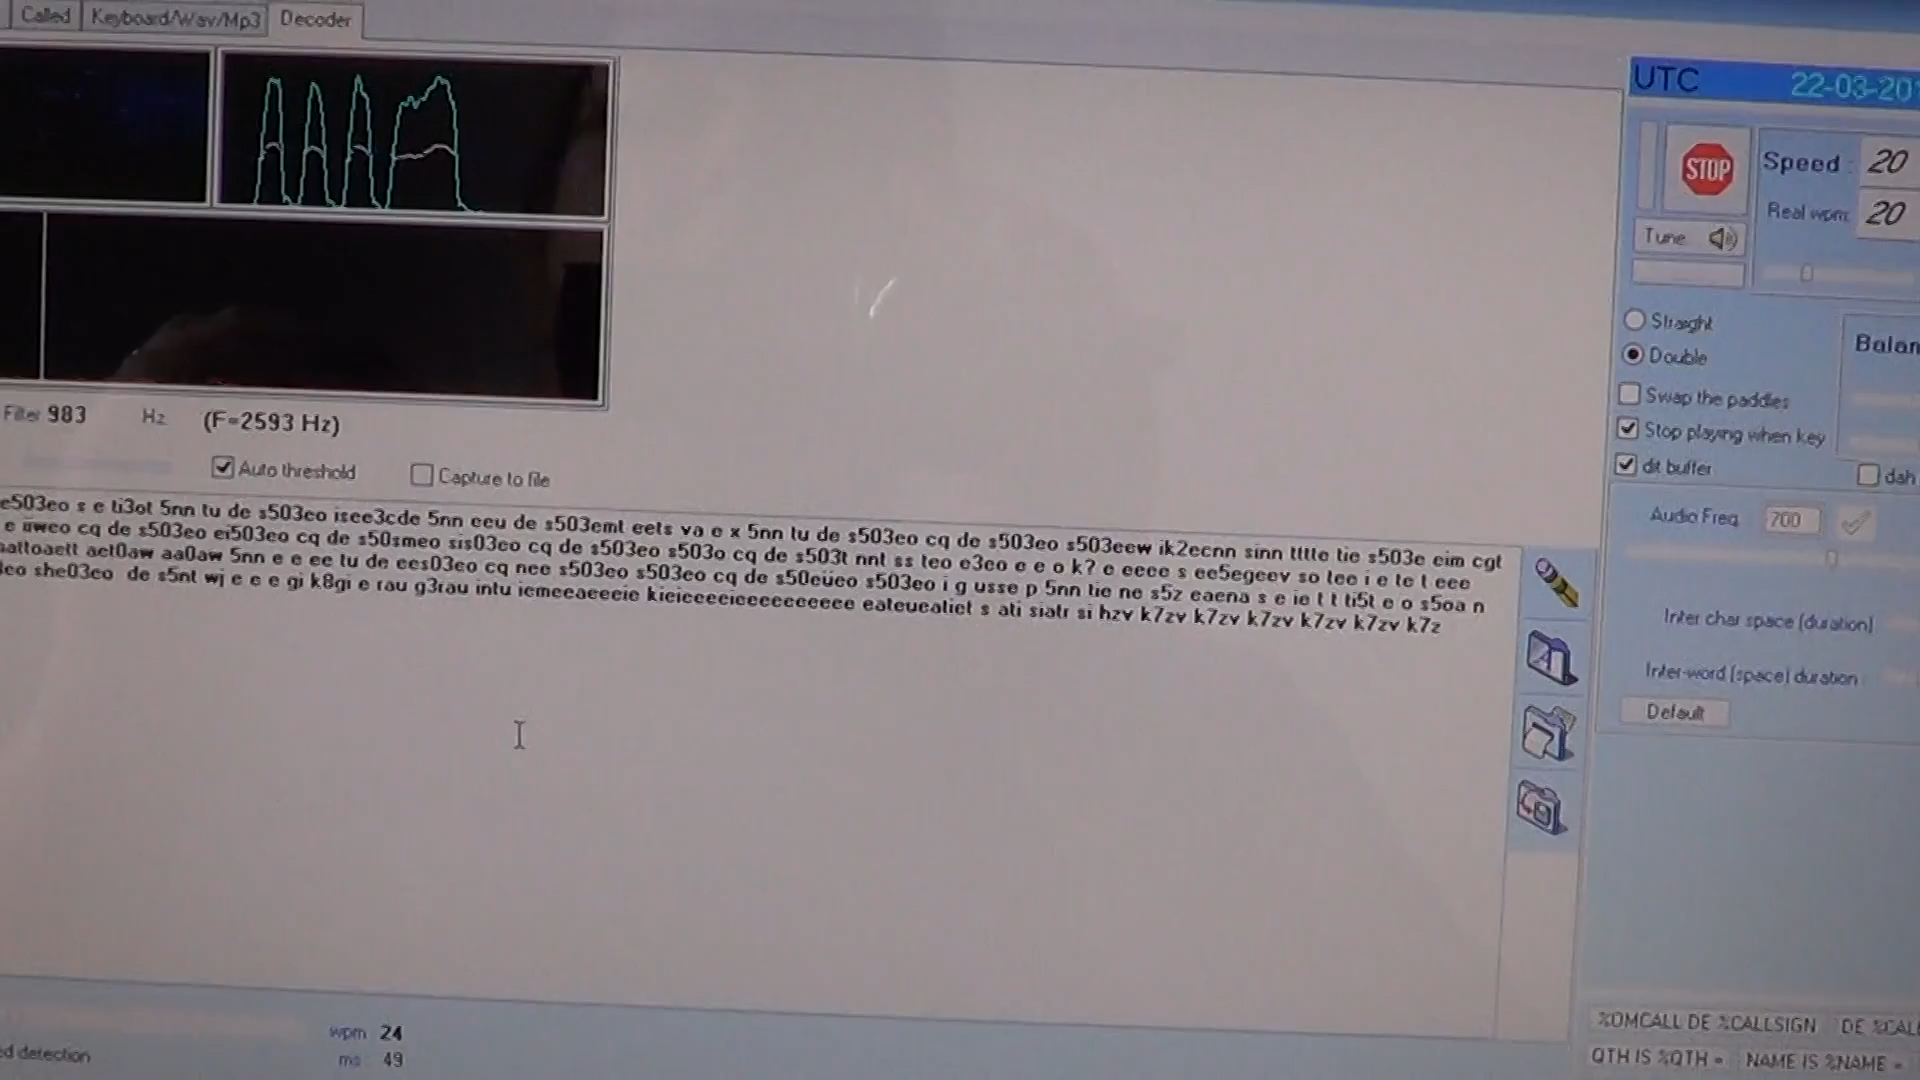 Called Keyboard/Wav/Mp3 Decoder
UTC 22-03-20
STOP
Speed : 20
Real wpm: 20
Tune
Straight
Double
Balan
Swap the paddles
Stop playing when key
dit buffer
dah
Filter 983 Hz (F=2593 Hz)
Auto threshold Capture to file
Audio Freq 700
e503eo s e ti3ot 5nn tu de s503eo isee3cde 5nn eeu de s503emt eets va e x 5nn tu de s503eo cq de s503eo s503eew ik2ecnn sinn tttte tie s503e eim cgt
e üweo cq de s503eo ei503eo cq de s50smeo sis03eo cq de s503eo s503o cq de s503t nnt ss teo e3eo e e o k? e eeee s ee5egeev so tee i e te t eee
aattoaett act0aw aa0aw 5nn e e ee tu de ees03eo cq nee s503eo s503eo cq de s50eüeo s503eo i g usse p 5nn tie ne s5z eaena s e ie t t ti5t e o s5oa n
eo she03eo de s5nt wj e e e gi k8gi e rau g3rau intu iemeeaeeeie kieieeeeieeeeeeeeee eateueatiet s ati siatr si hzv k7zv k7zv k7zv k7zv k7zv k7z
Inter char space (duration)
Inter-word (space) duration
Default
wpm 24
ms 49
d detection
%OMCALL DE %CALLSIGN DE %CAL
QTH IS %QTH = NAME IS %NAME =